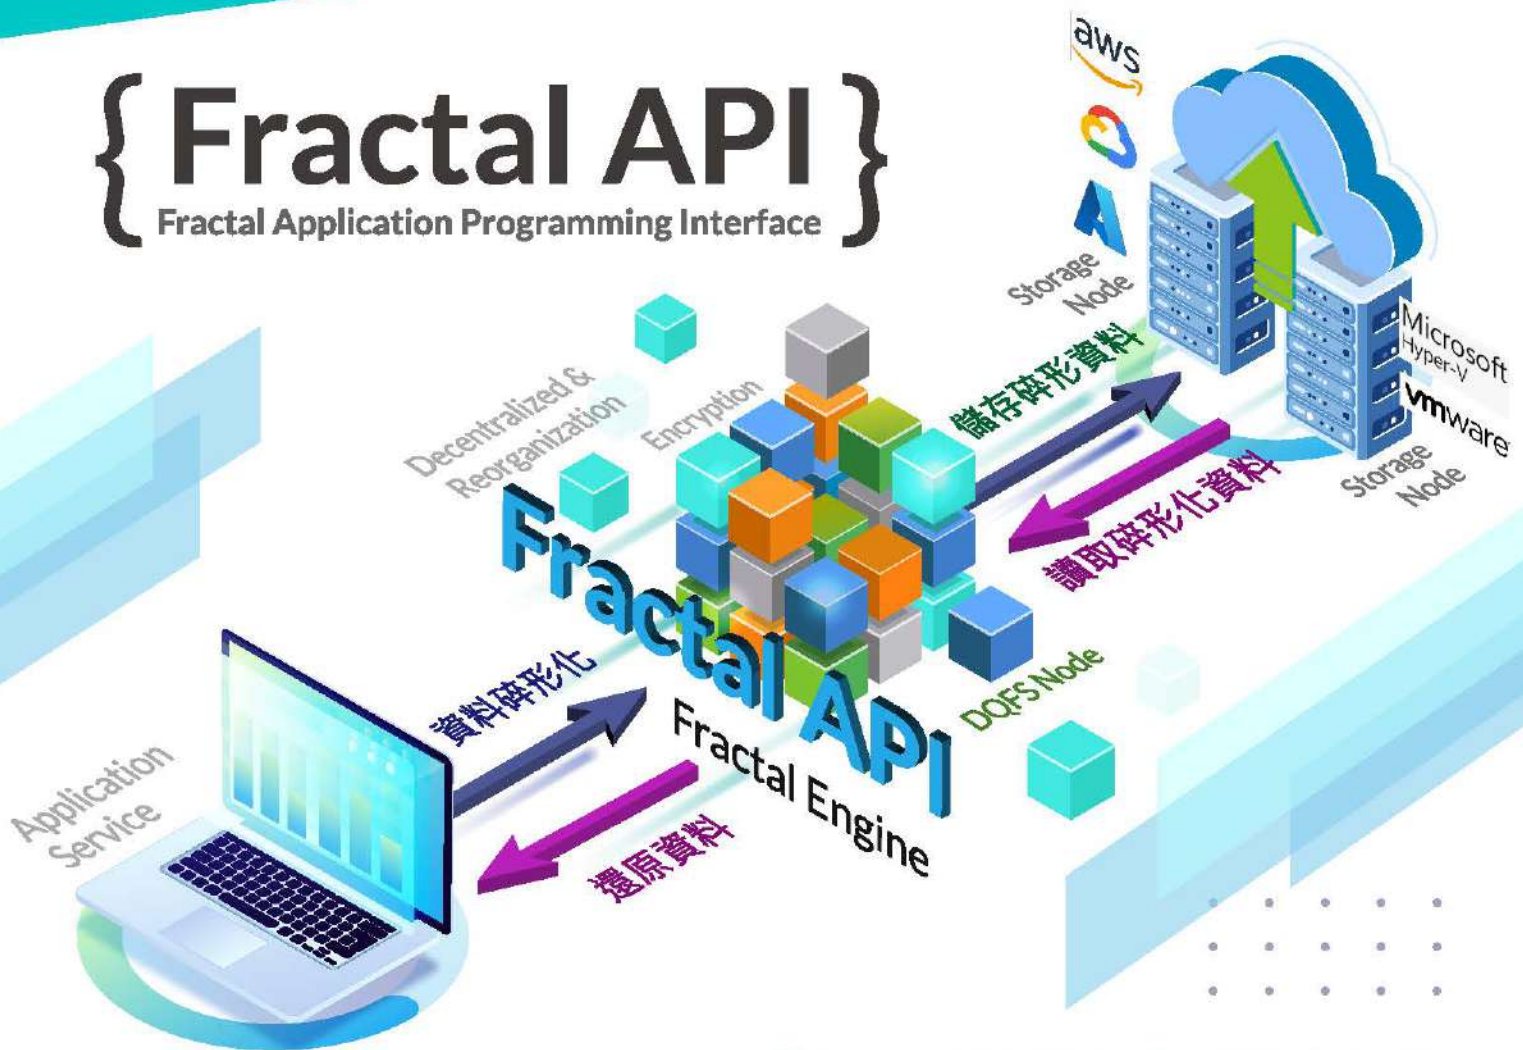 aws
{ Fractal API }
Fractal Application Programming Interface
Storage
Node
Microsoft
Hyper-V
vmware
Storage
Node
儲存碎形資料
讀取碎形化資料
Decentralized &
Reorganization
Encryption
Fractal API
Fractal Engine
DQFS Node
資料碎形化
還原資料
Application
Service